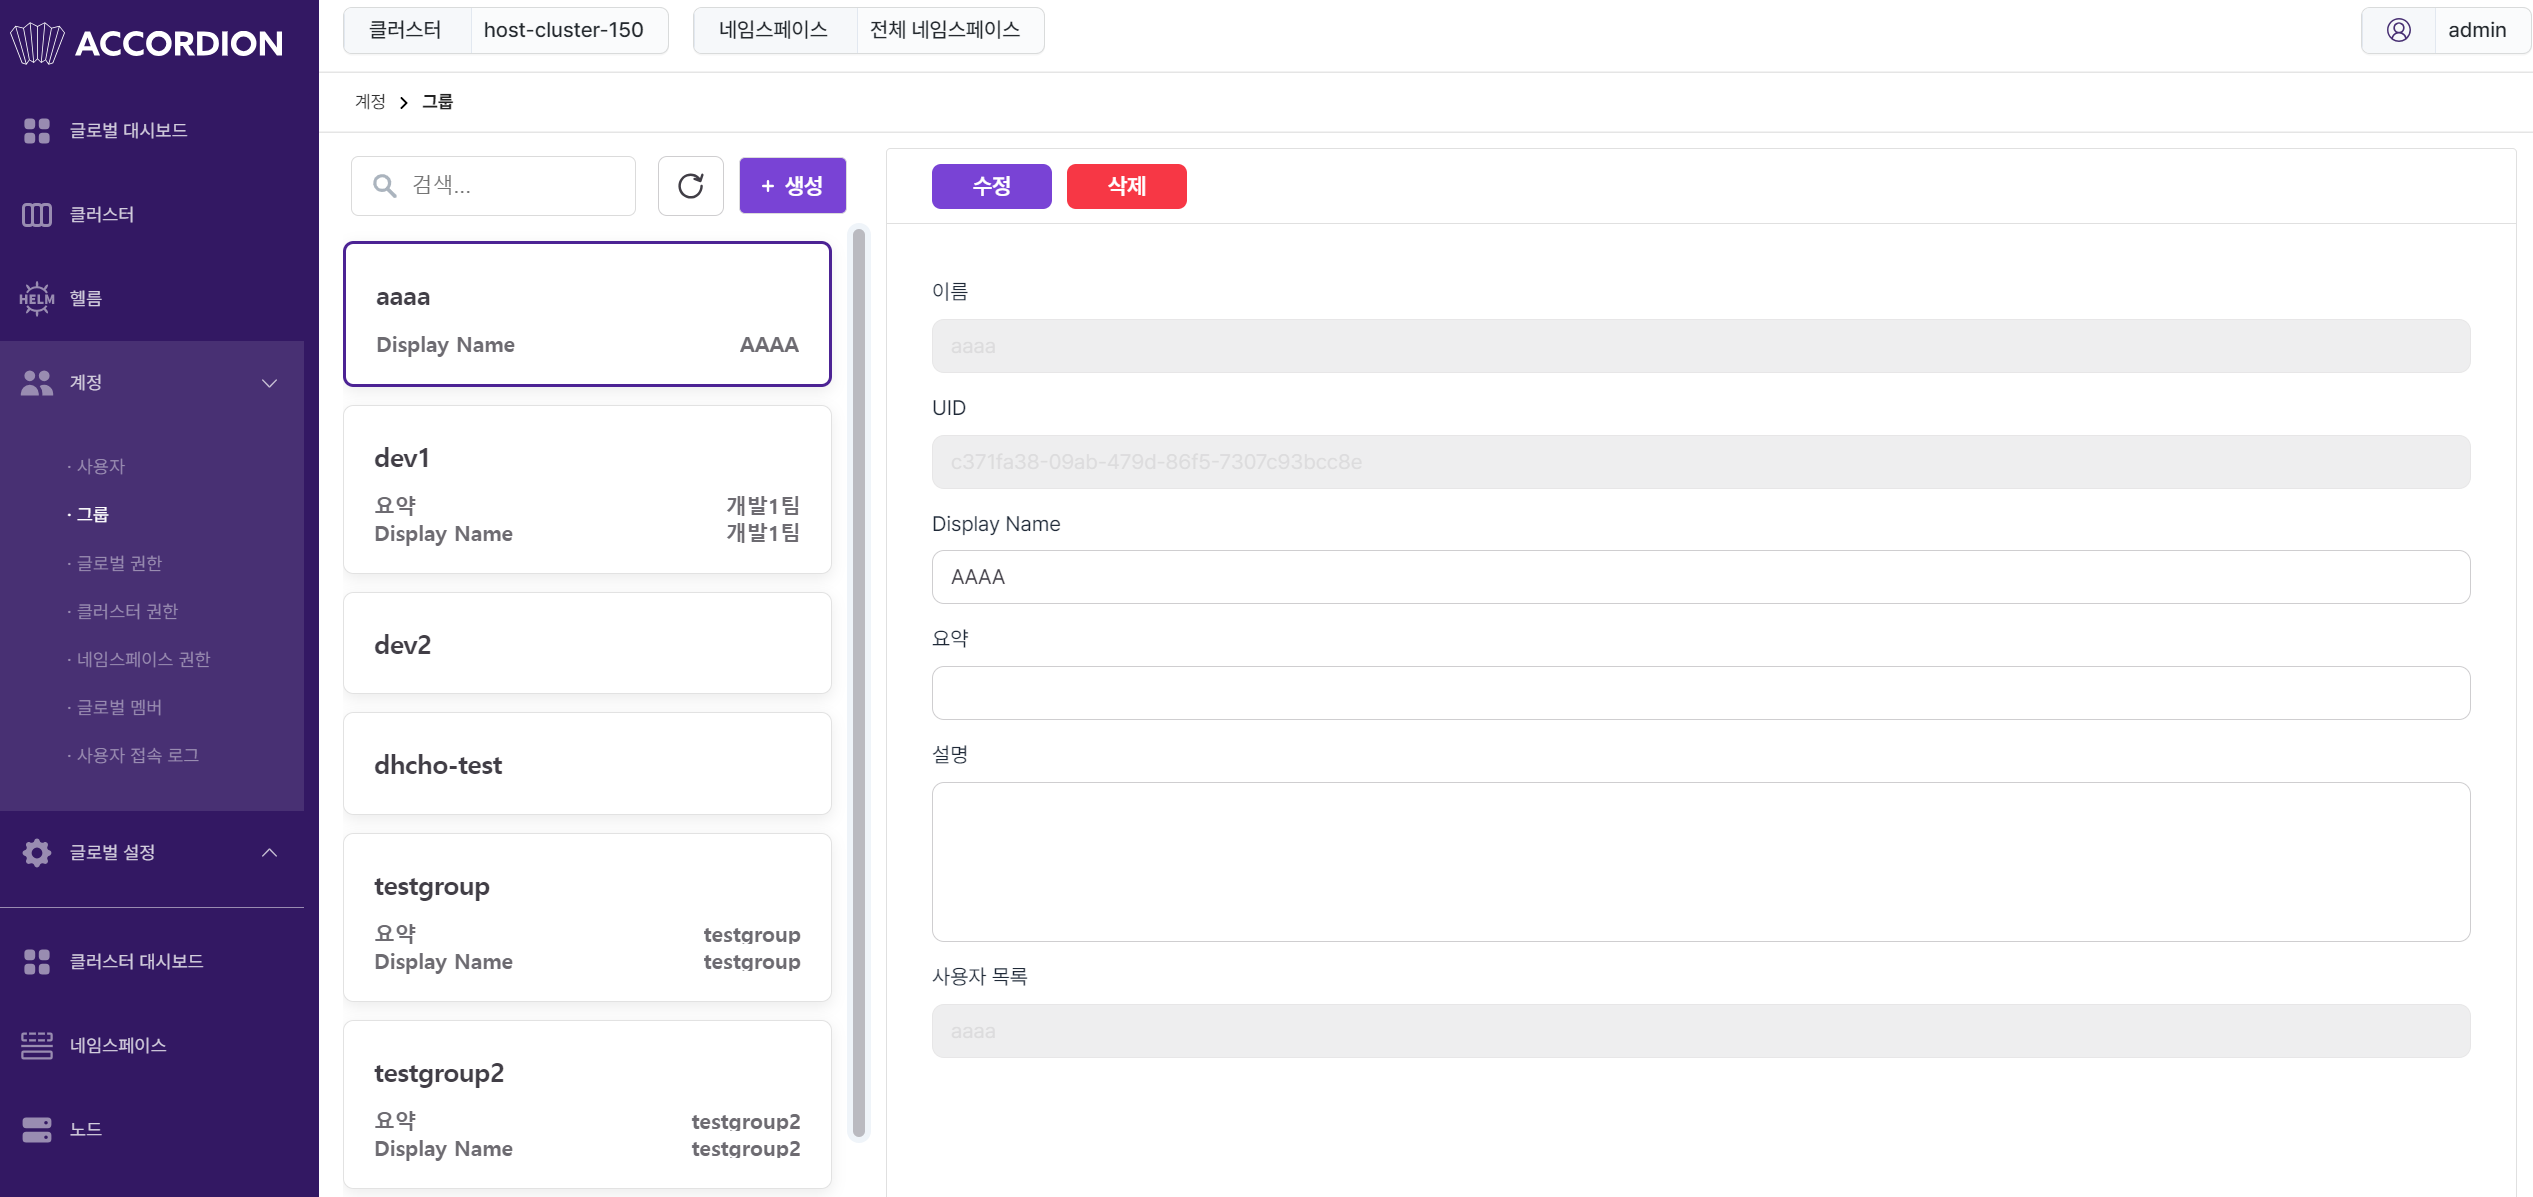 ACCORDION
클러스터 host-cluster-150 네임스페이스 전체 네임스페이스 admin
계정 > 그룹
글로벌 대시보드
클러스터
HELM 헬름
계정
· 사용자
· 그룹
· 글로벌 권한
· 클러스터 권한
· 네임스페이스 권한
· 글로벌 멤버
· 사용자 접속 로그
글로벌 설정
클러스터 대시보드
네임스페이스
노드
검색...
+ 생성
aaaa
Display Name AAAA
dev1
요약 개발1팀
Display Name 개발1팀
dev2
dhcho-test
testgroup
요약 testgroup
Display Name testgroup
testgroup2
요약 testgroup2
Display Name testgroup2
수정 삭제
이름
aaaa
UID
c371fa38-09ab-479d-86f5-7307c93bcc8e
Display Name
AAAA
요약
설명
사용자 목록
aaaa